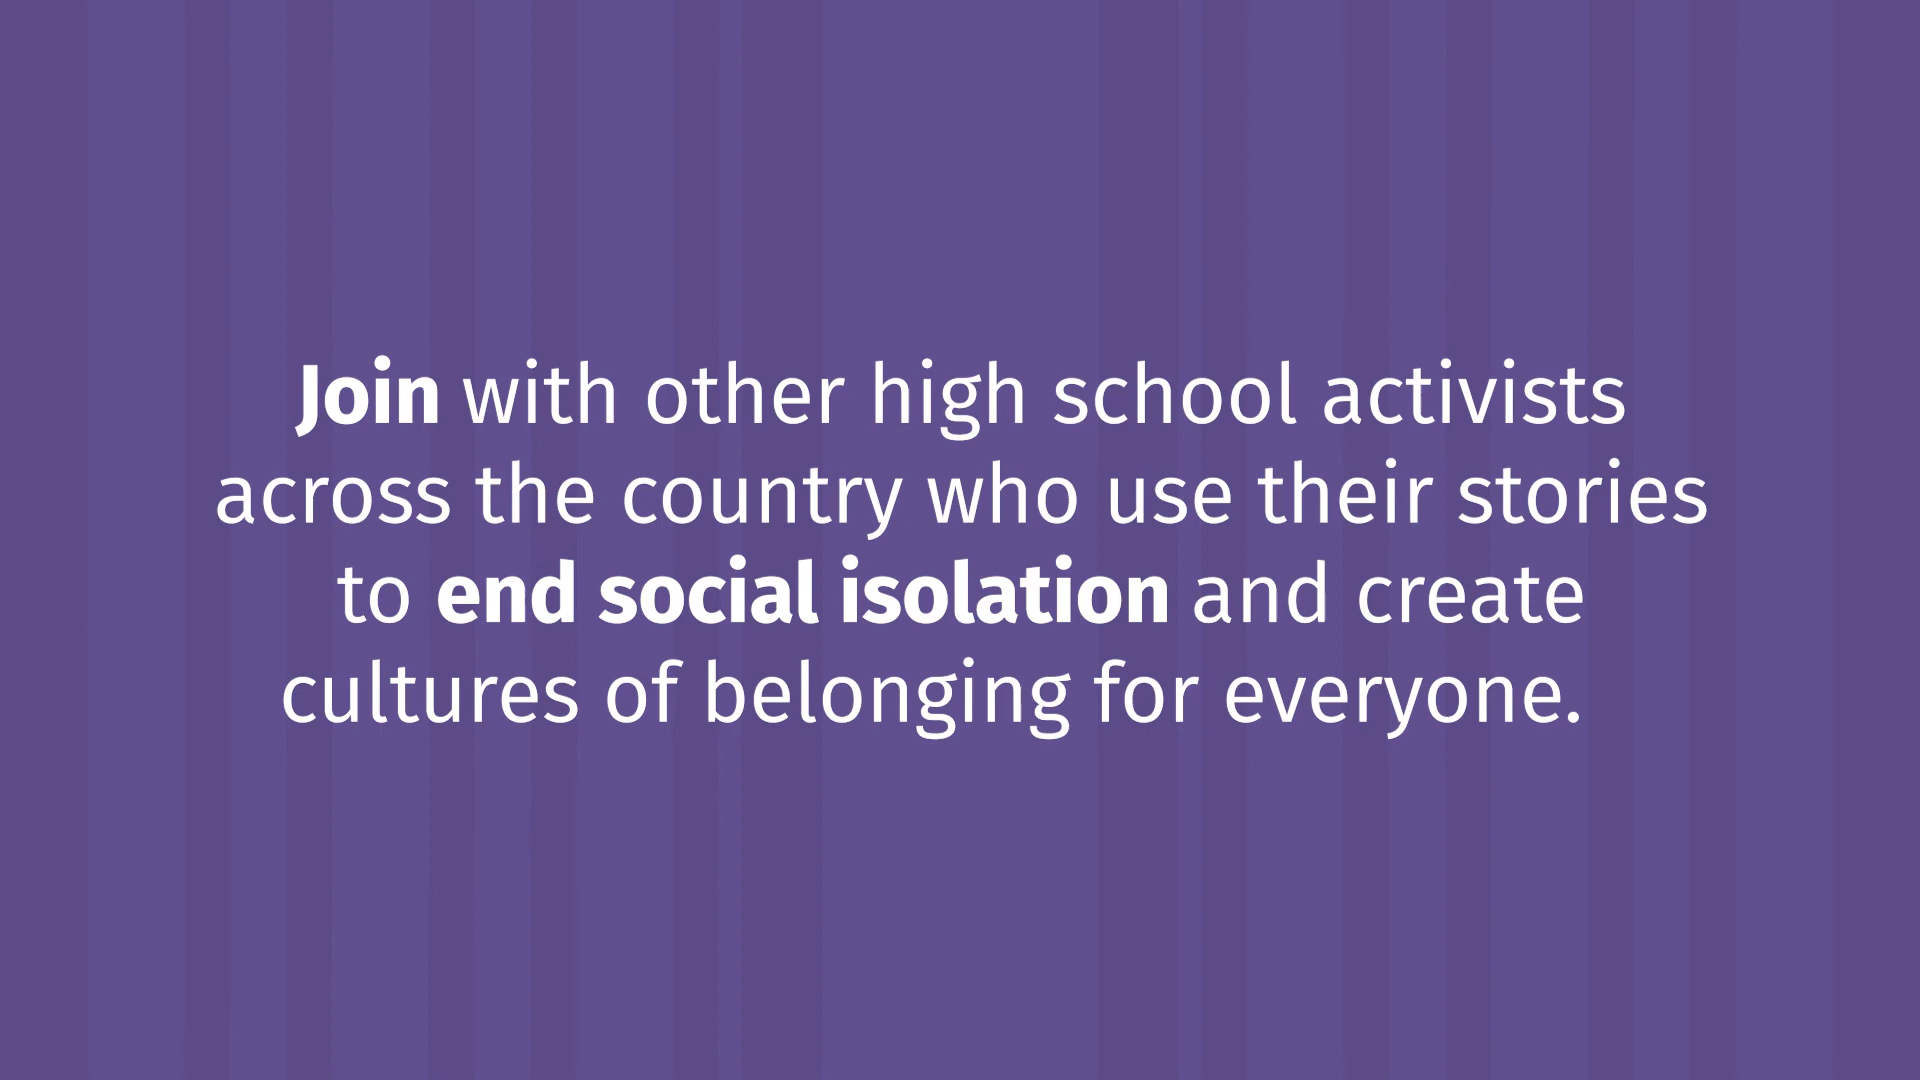 Join with other high school activists
across the country who use their stories
to end social isolation and create
cultures of belonging for everyone.